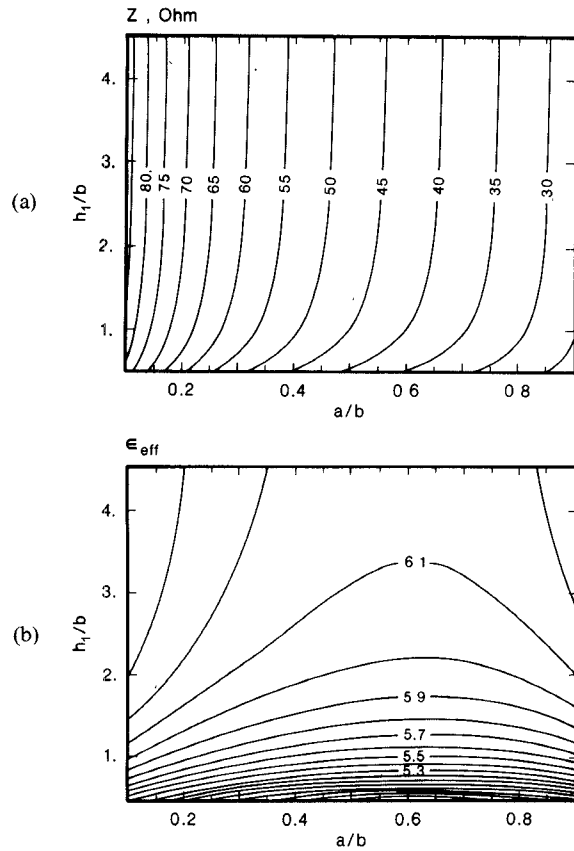 Z , Ohm
4.
3.
2.
1.
h₁/b
(a)
80. 75 70 65 60 55 50 45 40 35 30
0.2 0.4 0 6 0 8
a/b
ϵeff
4.
3.
2.
1.
h₁/b
(b)
6 1
5.9
5.7
5.5
5.3
0.2 0.4 0.6 0.8
a/b